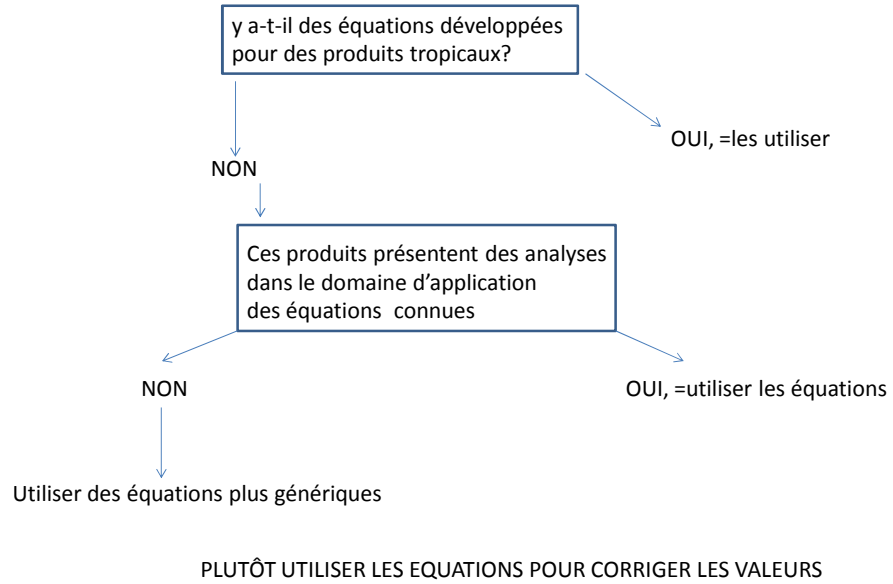 y a-t-il des équations développées
pour des produits tropicaux?
OUI, =les utiliser
NON
Ces produits présentent des analyses
dans le domaine d'application
des équations connues
NON
OUI, =utiliser les équations
Utiliser des équations plus génériques
PLUTÔT UTILISER LES EQUATIONS POUR CORRIGER LES VALEURS